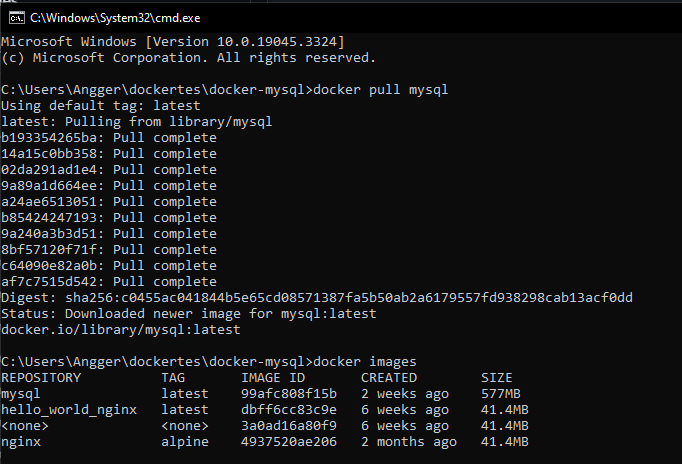 C:\Windows\System32\cmd.exe
Microsoft Windows [Version 10.0.19045.3324]
(c) Microsoft Corporation. All rights reserved.
C:\Users\Angger\dockertes\docker-mysql>docker pull mysql
Using default tag: latest
latest: Pulling from library/mysql
b193354265ba: Pull complete
14a15c0bb358: Pull complete
02da291ad1e4: Pull complete
9a89a1d664ee: Pull complete
a24ae6513051: Pull complete
b85424247193: Pull complete
9a240a3b3d51: Pull complete
8bf57120f71f: Pull complete
c64090e82a0b: Pull complete
af7c7515d542: Pull complete
Digest: sha256:c0455ac041844b5e65cd08571387fa5b50ab2a6179557fd938298cab13acf0dd
Status: Downloaded newer image for mysql:latest
docker.io/library/mysql:latest
C:\Users\Angger\dockertes\docker-mysql>docker images
REPOSITORY TAG IMAGE ID CREATED SIZE
mysql latest 99afc808f15b 2 weeks ago 577MB
hello_world_nginx latest dbff6cc83c9e 6 weeks ago 41.4MB
<none> <none> 3a0ad16a80f9 6 weeks ago 41.4MB
nginx alpine 4937520ae206 2 months ago 41.4MB